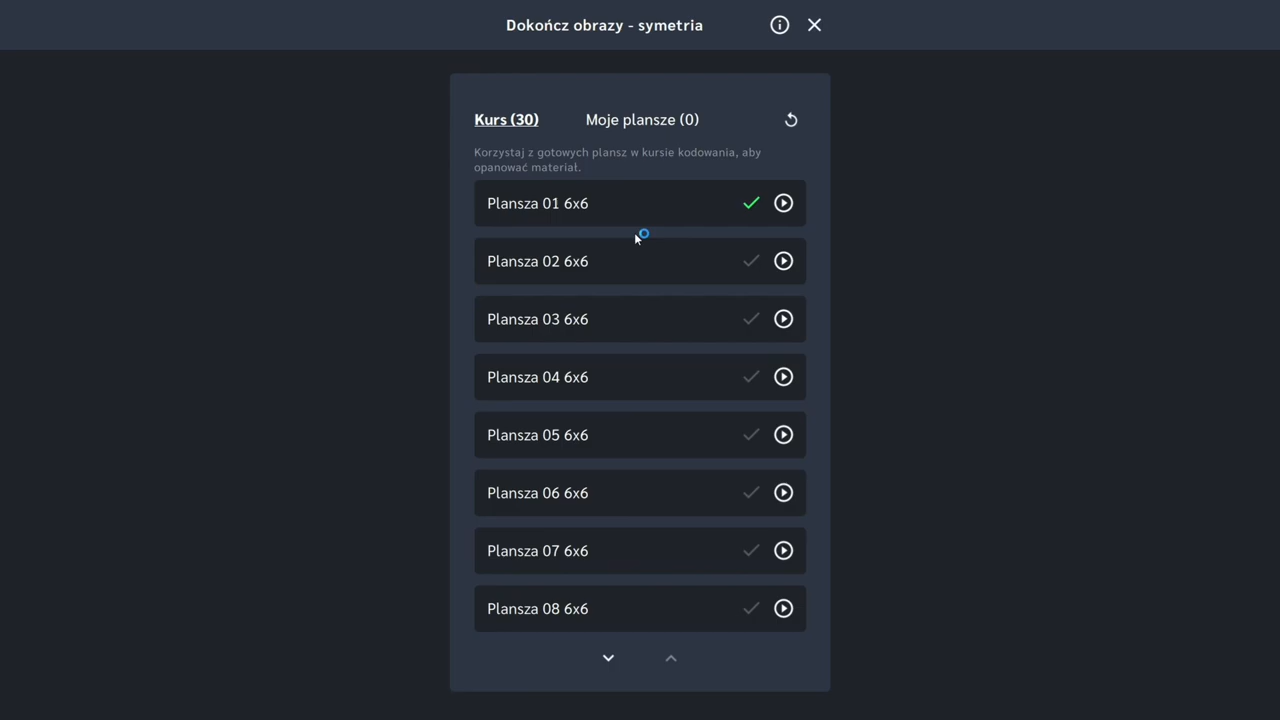 Dokończ obrazy - symetria
Kurs (30)
Moje plansze (0)
Korzystaj z gotowych plansz w kursie kodowania, aby
opanować materiał.
Plansza 01 6x6
Plansza 02 6x6
Plansza 03 6x6
Plansza 04 6x6
Plansza 05 6x6
Plansza 06 6x6
Plansza 07 6x6
Plansza 08 6x6